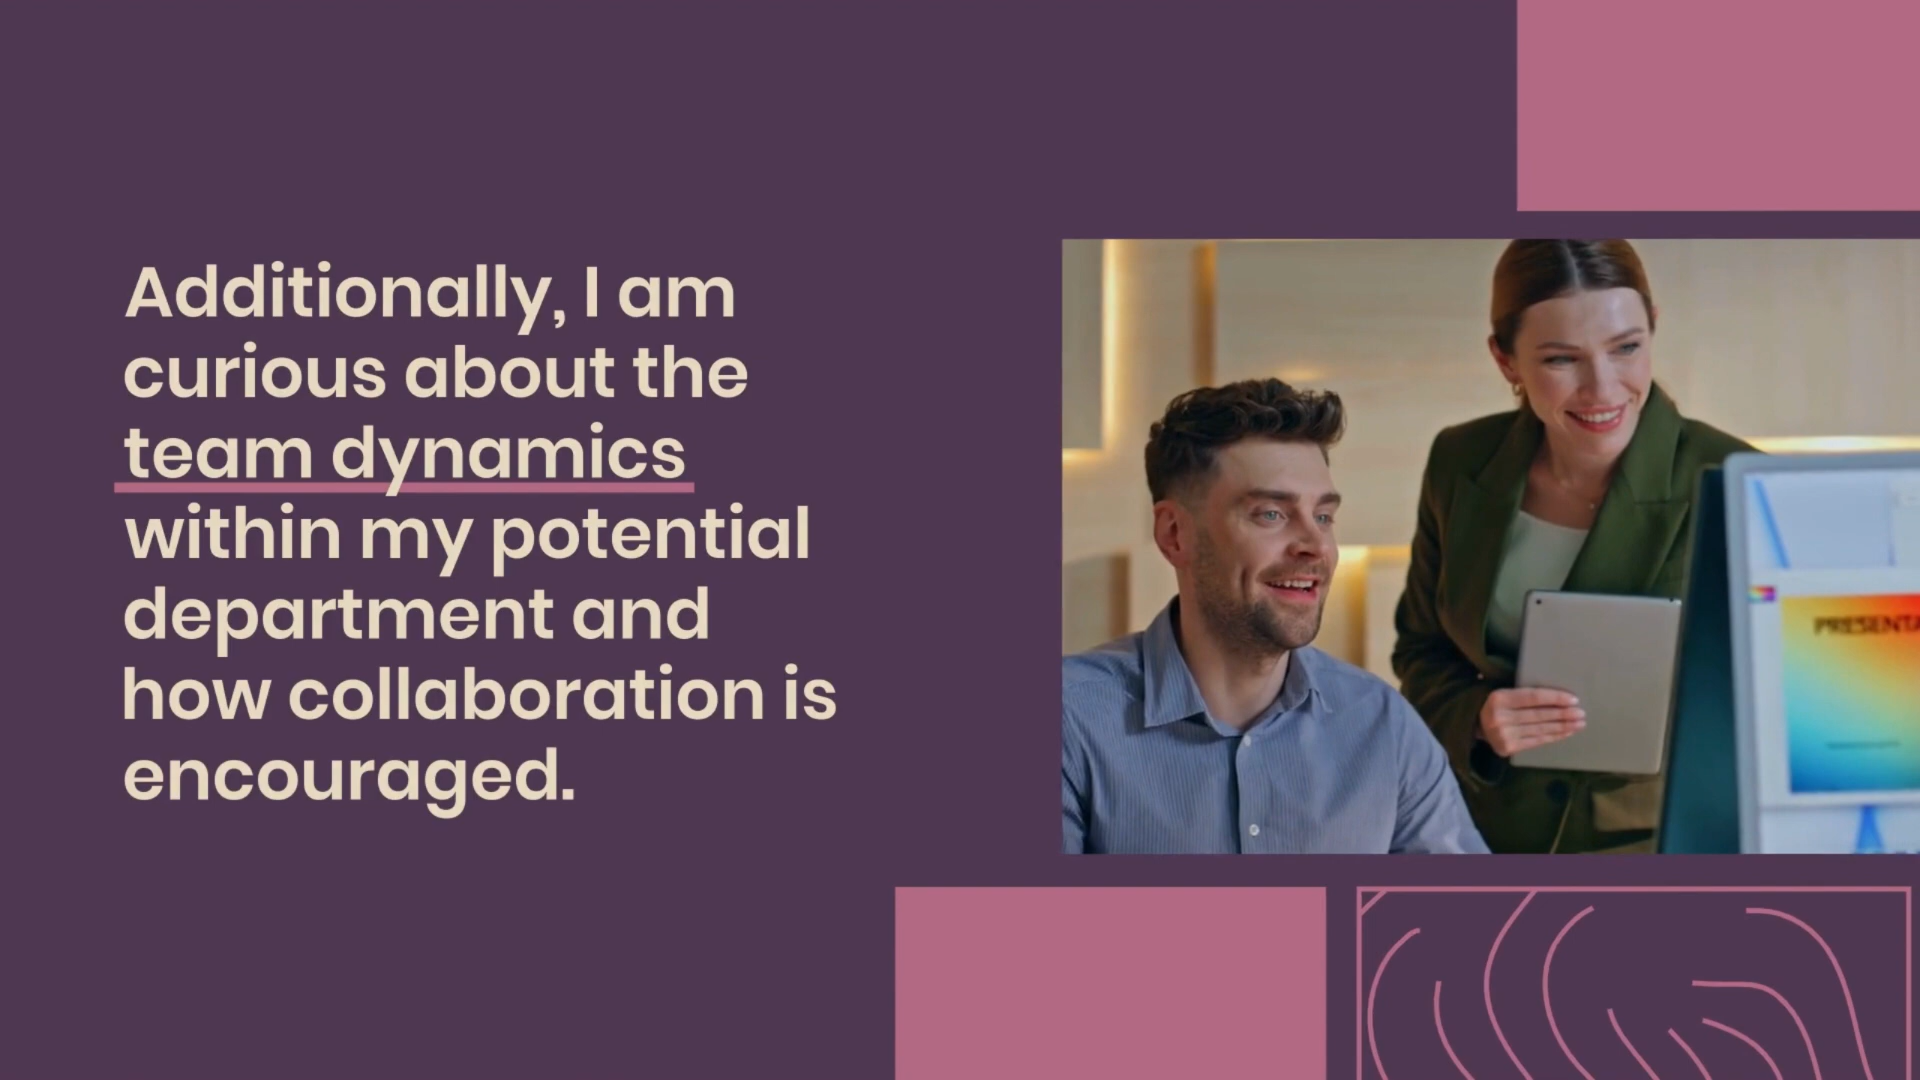 Additionally, I am
curious about the
team dynamics
within my potential
department and
how collaboration is
encouraged.